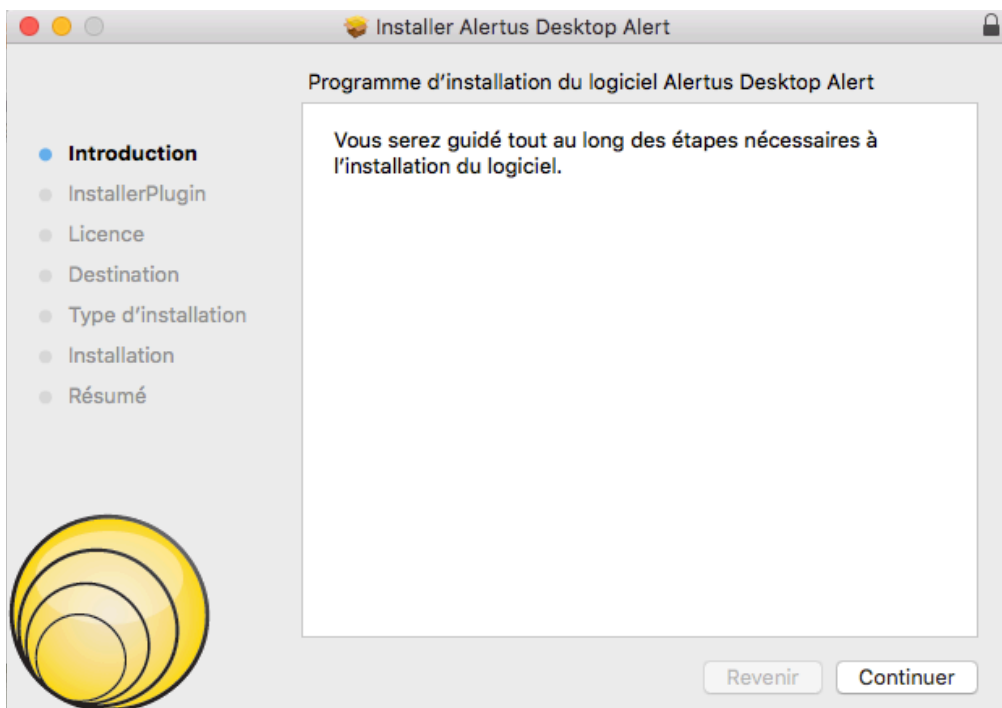 Installer Alertus Desktop Alert
Programme d’installation du logiciel Alertus Desktop Alert
Introduction
InstallerPlugin
Licence
Destination
Type d’installation
Installation
Résumé
Vous serez guidé tout au long des étapes nécessaires à
l’installation du logiciel.
Revenir
Continuer